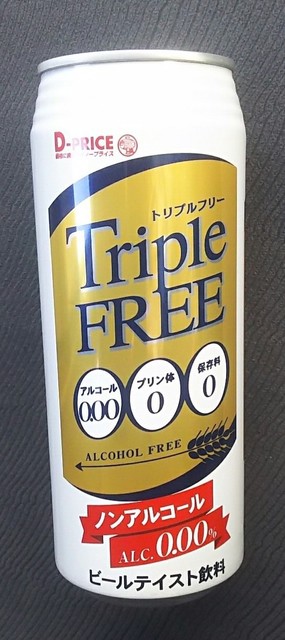 D-PRICE
トリプルフリー
Triple
FREE
アルコール
0.00
プリン体
0
保存料
0
ALCOHOL FREE
ノンアルコール
ALC. 0.00%
ビールテイスト飲料